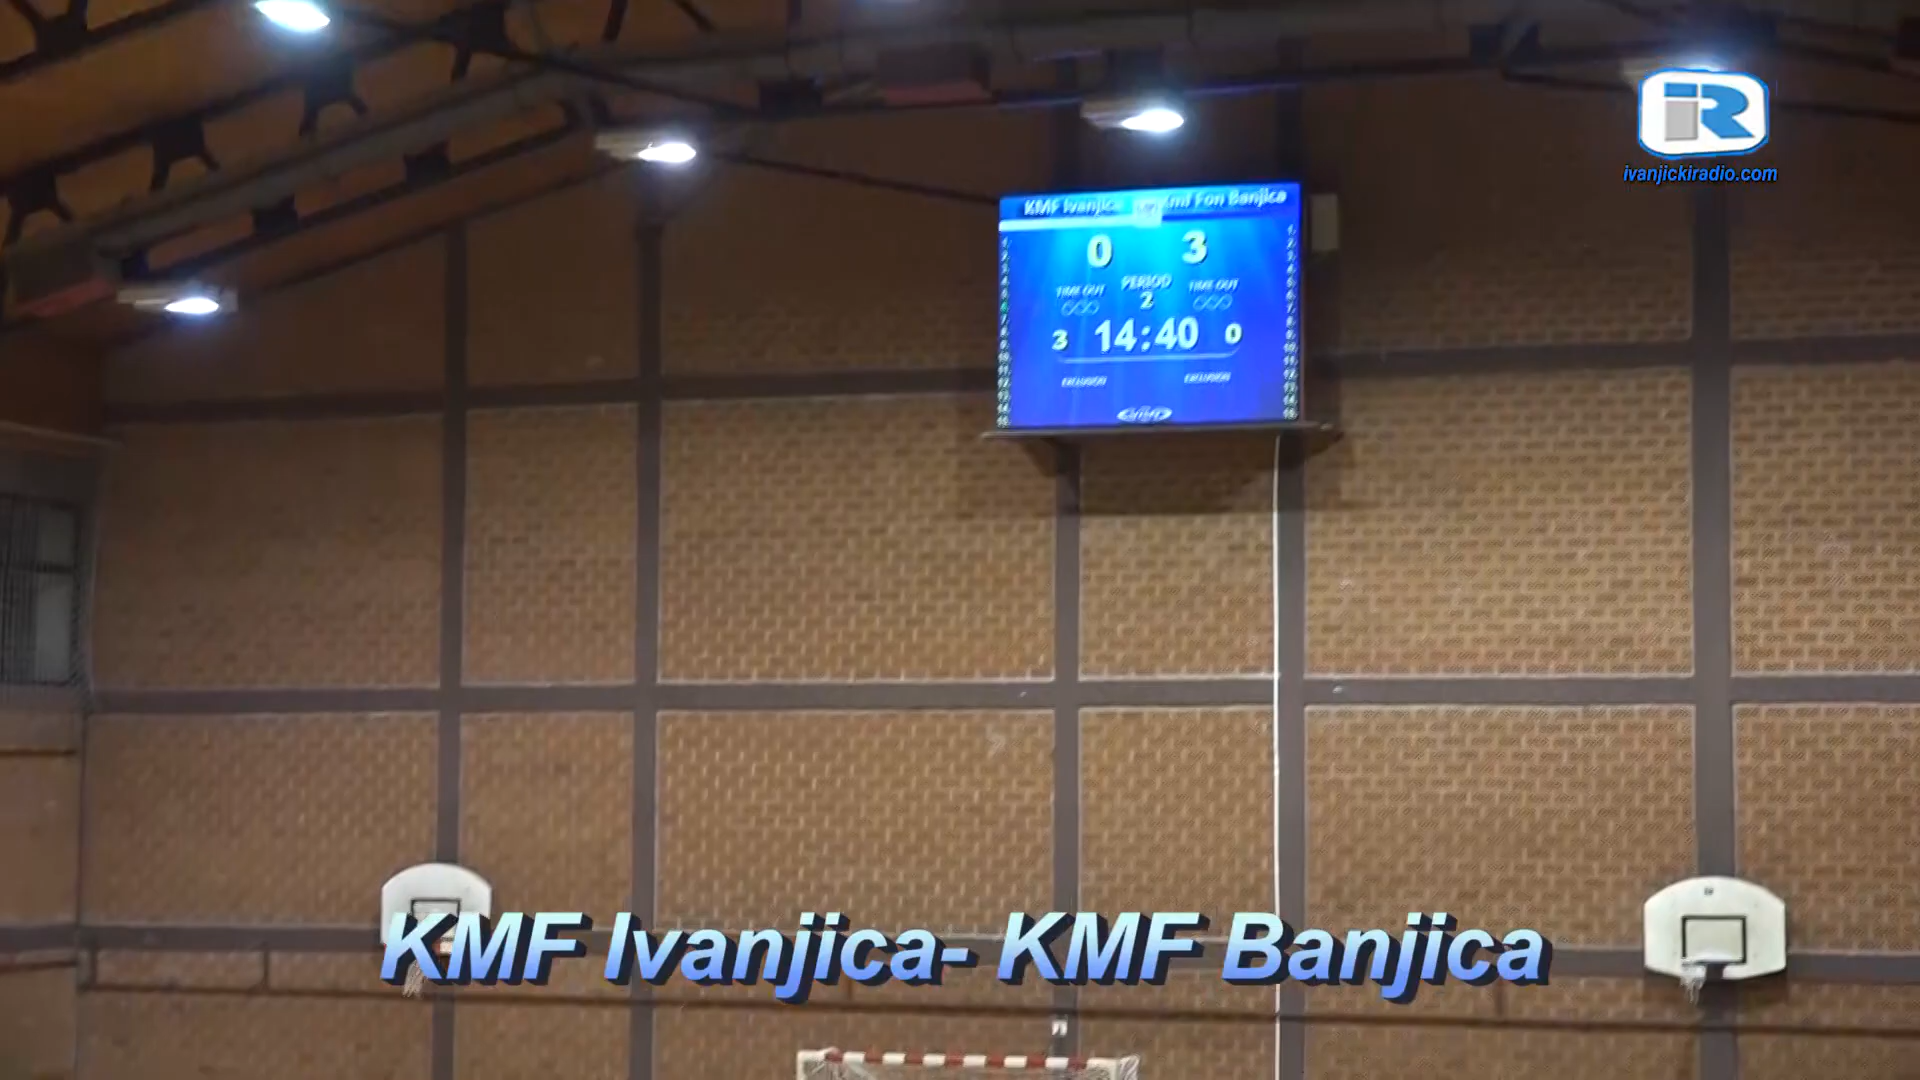 iR
ivanjickiradio.com
KMF Ivanjica Kmf Fon Banjica
0 3
PERIOD
TIME OUT TIME OUT
2
3 14:40 0
EXCLUSION EXCLUSION
KMF Ivanjica- KMF Banjica